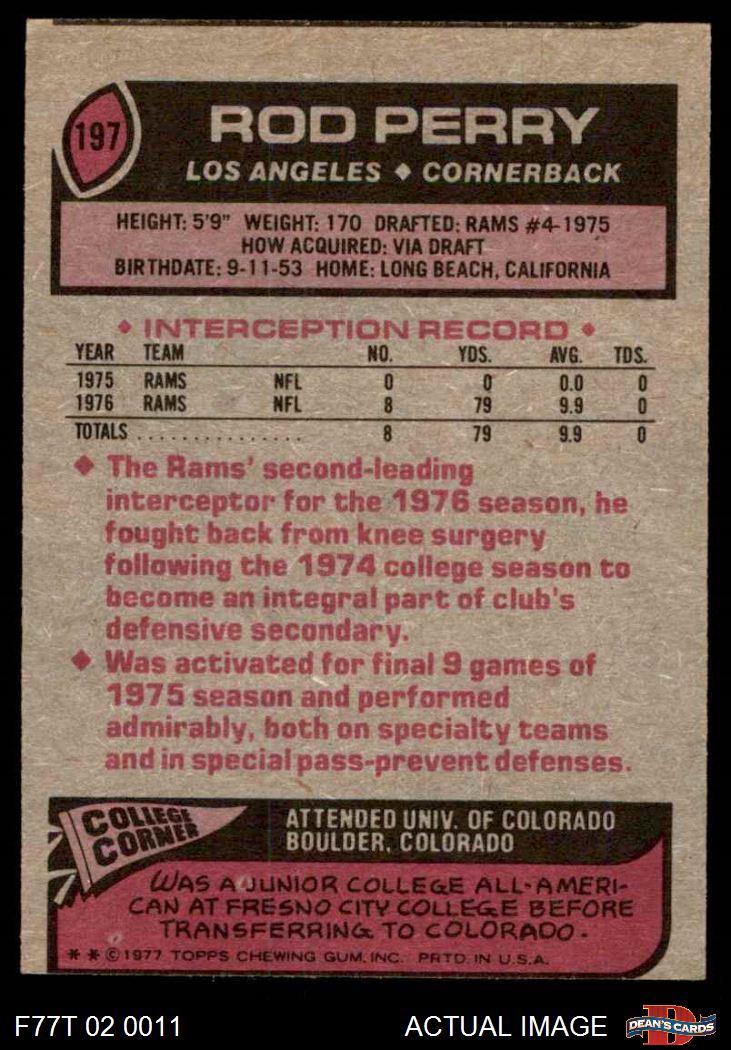 197
ROD PERRY
LOS ANGELES ◆ CORNERBACK
HEIGHT: 5'9" WEIGHT: 170 DRAFTED: RAMS #4-1975
HOW ACQUIRED: VIA DRAFT
BIRTHDATE: 9-11-53 HOME: LONG BEACH, CALIFORNIA
◆ INTERCEPTION RECORD ◆
YEAR TEAM NO. YDS. AVG. TDS.
1975 RAMS NFL 0 0 0.0 0
1976 RAMS NFL 8 79 9.9 0
TOTALS ................ 8 79 9.9 0
◆ The Rams' second-leading
interceptor for the 1976 season, he
fought back from knee surgery
following the 1974 college season to
become an integral part of club's
defensive secondary.
◆ Was activated for final 9 games of
1975 season and performed
admirably, both on specialty teams
and in special pass-prevent defenses.
COLLEGE
CORNER
ATTENDED UNIV. OF COLORADO
BOULDER, COLORADO
WAS A JUNIOR COLLEGE ALL-AMERI-
CAN AT FRESNO CITY COLLEGE BEFORE
TRANSFERRING TO COLORADO.
* * © 1977 TOPPS CHEWING GUM, INC. PRTD. IN U.S.A.
F77T 02 0011 ACTUAL IMAGE
D
DEAN'S CARDS